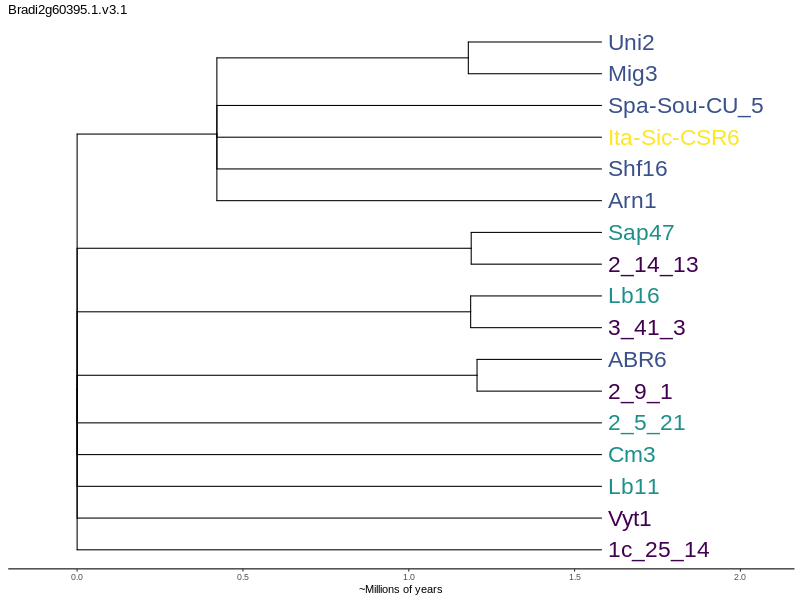 Bradi2g60395.1.v3.1
Uni2
Mig3
Spa-Sou-CU_5
Ita-Sic-CSR6
Shf16
Arn1
Sap47
2_14_13
Lb16
3_41_3
ABR6
2_9_1
2_5_21
Cm3
Lb11
Vyt1
1c_25_14
0.0 0.5 1.0 1.5 2.0
~Millions of years